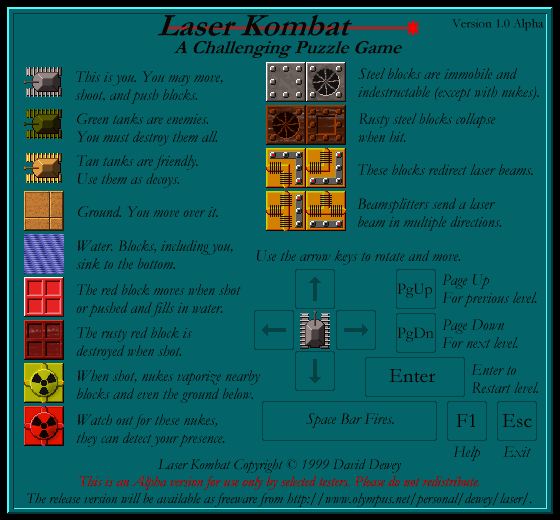 Laser Kombat
Version 1.0 Alpha
A Challenging Puzzle Game
This is you. You may move,
shoot, and push blocks.
Green tanks are enemies.
You must destroy them all.
Tan tanks are friendly.
Use them as decoys.
Ground. You move over it.
Water. Blocks, including you,
sink to the bottom.
The red block moves when shot
or pushed and fills in water.
The rusty red block is
destroyed when shot.
When shot, nukes vaporize nearby
blocks and even the ground below.
Watch out for these nukes,
they can detect your presence.
Steel blocks are immobile and
indestructable (except with nukes).
Rusty steel blocks collapse
when hit.
These blocks redirect laser beams.
Beamsplitters send a laser
beam in multiple directions.
Use the arrow keys to rotate and move.
PgUp
Page Up
For previous level.
PgDn
Page Down
For next level.
Enter
Enter to
Restart level.
Space Bar Fires.
F1
Esc
Help
Exit
Laser Kombat Copyright © 1999 David Dewey
This is an Alpha version for use only by selected testers. Please do not redistribute.
The release version will be available as freeware from http://www.olympus.net/personal/dewey/laser/.